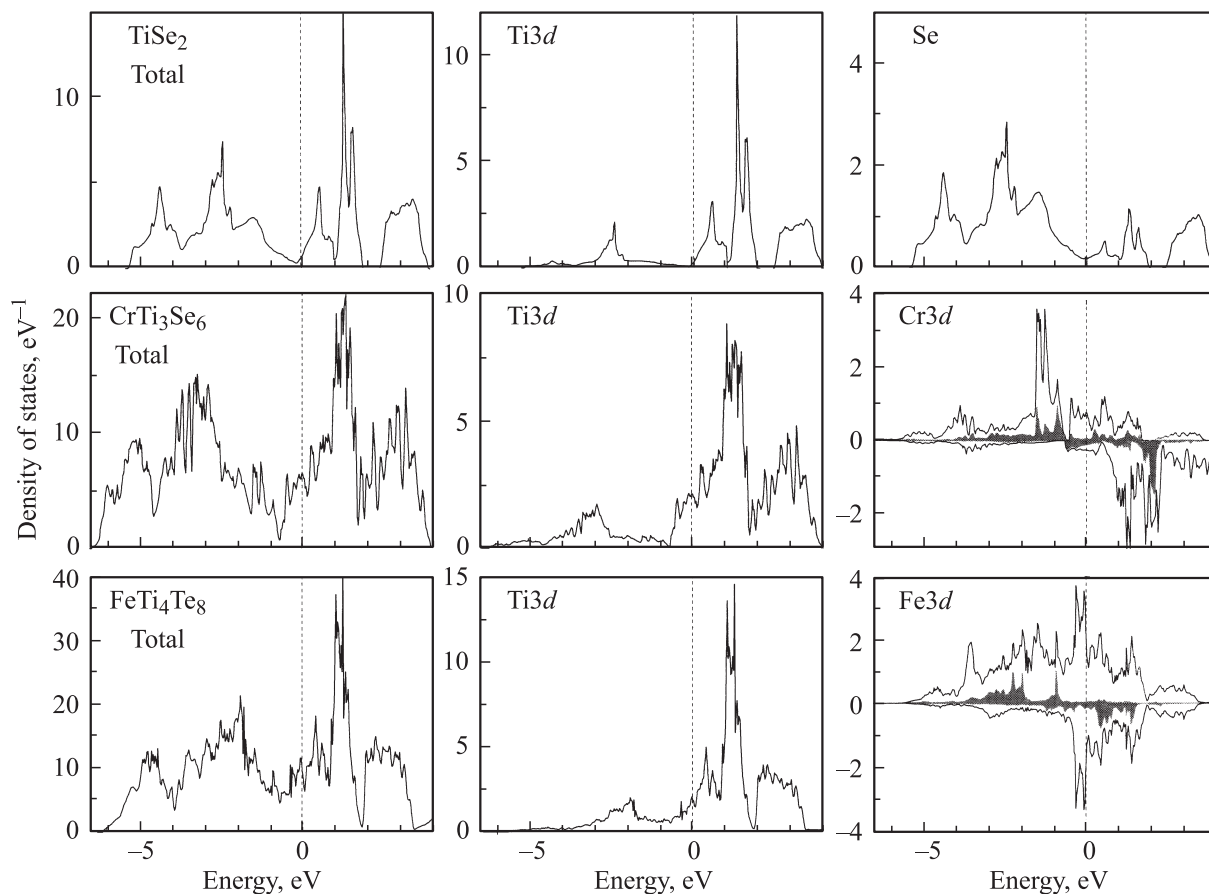 TiSe2
Total
10
0
Ti3d
10
5
0
Se
4
2
0
Density of states, eV−1
CrTi3Se6
Total
20
10
0
Ti3d
10
5
0
Cr3d
4
2
0
−2
FeTi4Te8
Total
40
30
20
10
0
Ti3d
15
10
5
0
Fe3d
4
2
0
−2
−4
−5 0
Energy, eV
−5 0
Energy, eV
−5 0
Energy, eV